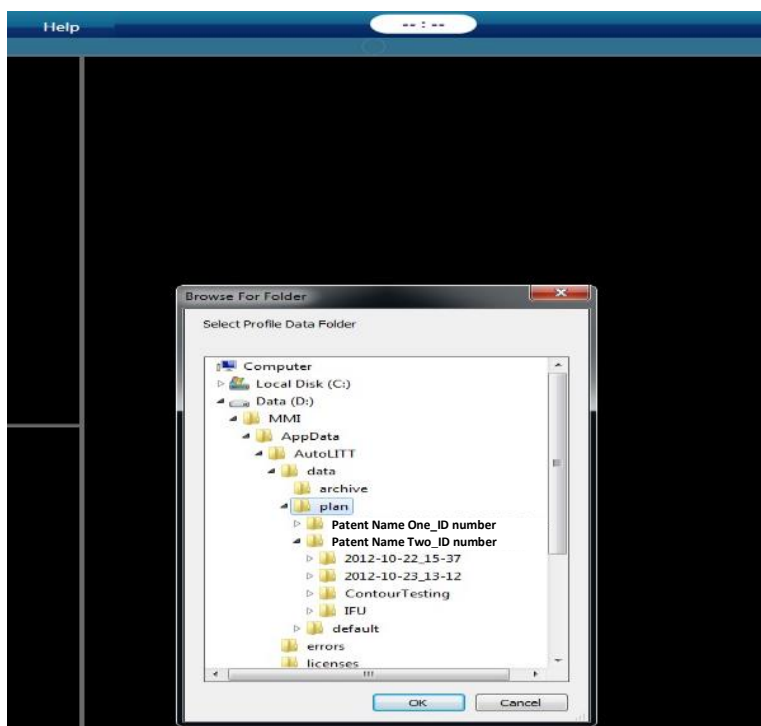 Help
-- : --
Browse For Folder
Select Profile Data Folder
Computer
Local Disk (C:)
Data (D:)
MMI
AppData
AutoLITT
data
archive
plan
Patent Name One_ID number
Patent Name Two_ID number
2012-10-22_15-37
2012-10-23_13-12
ContourTesting
IFU
default
errors
licenses
OK Cancel